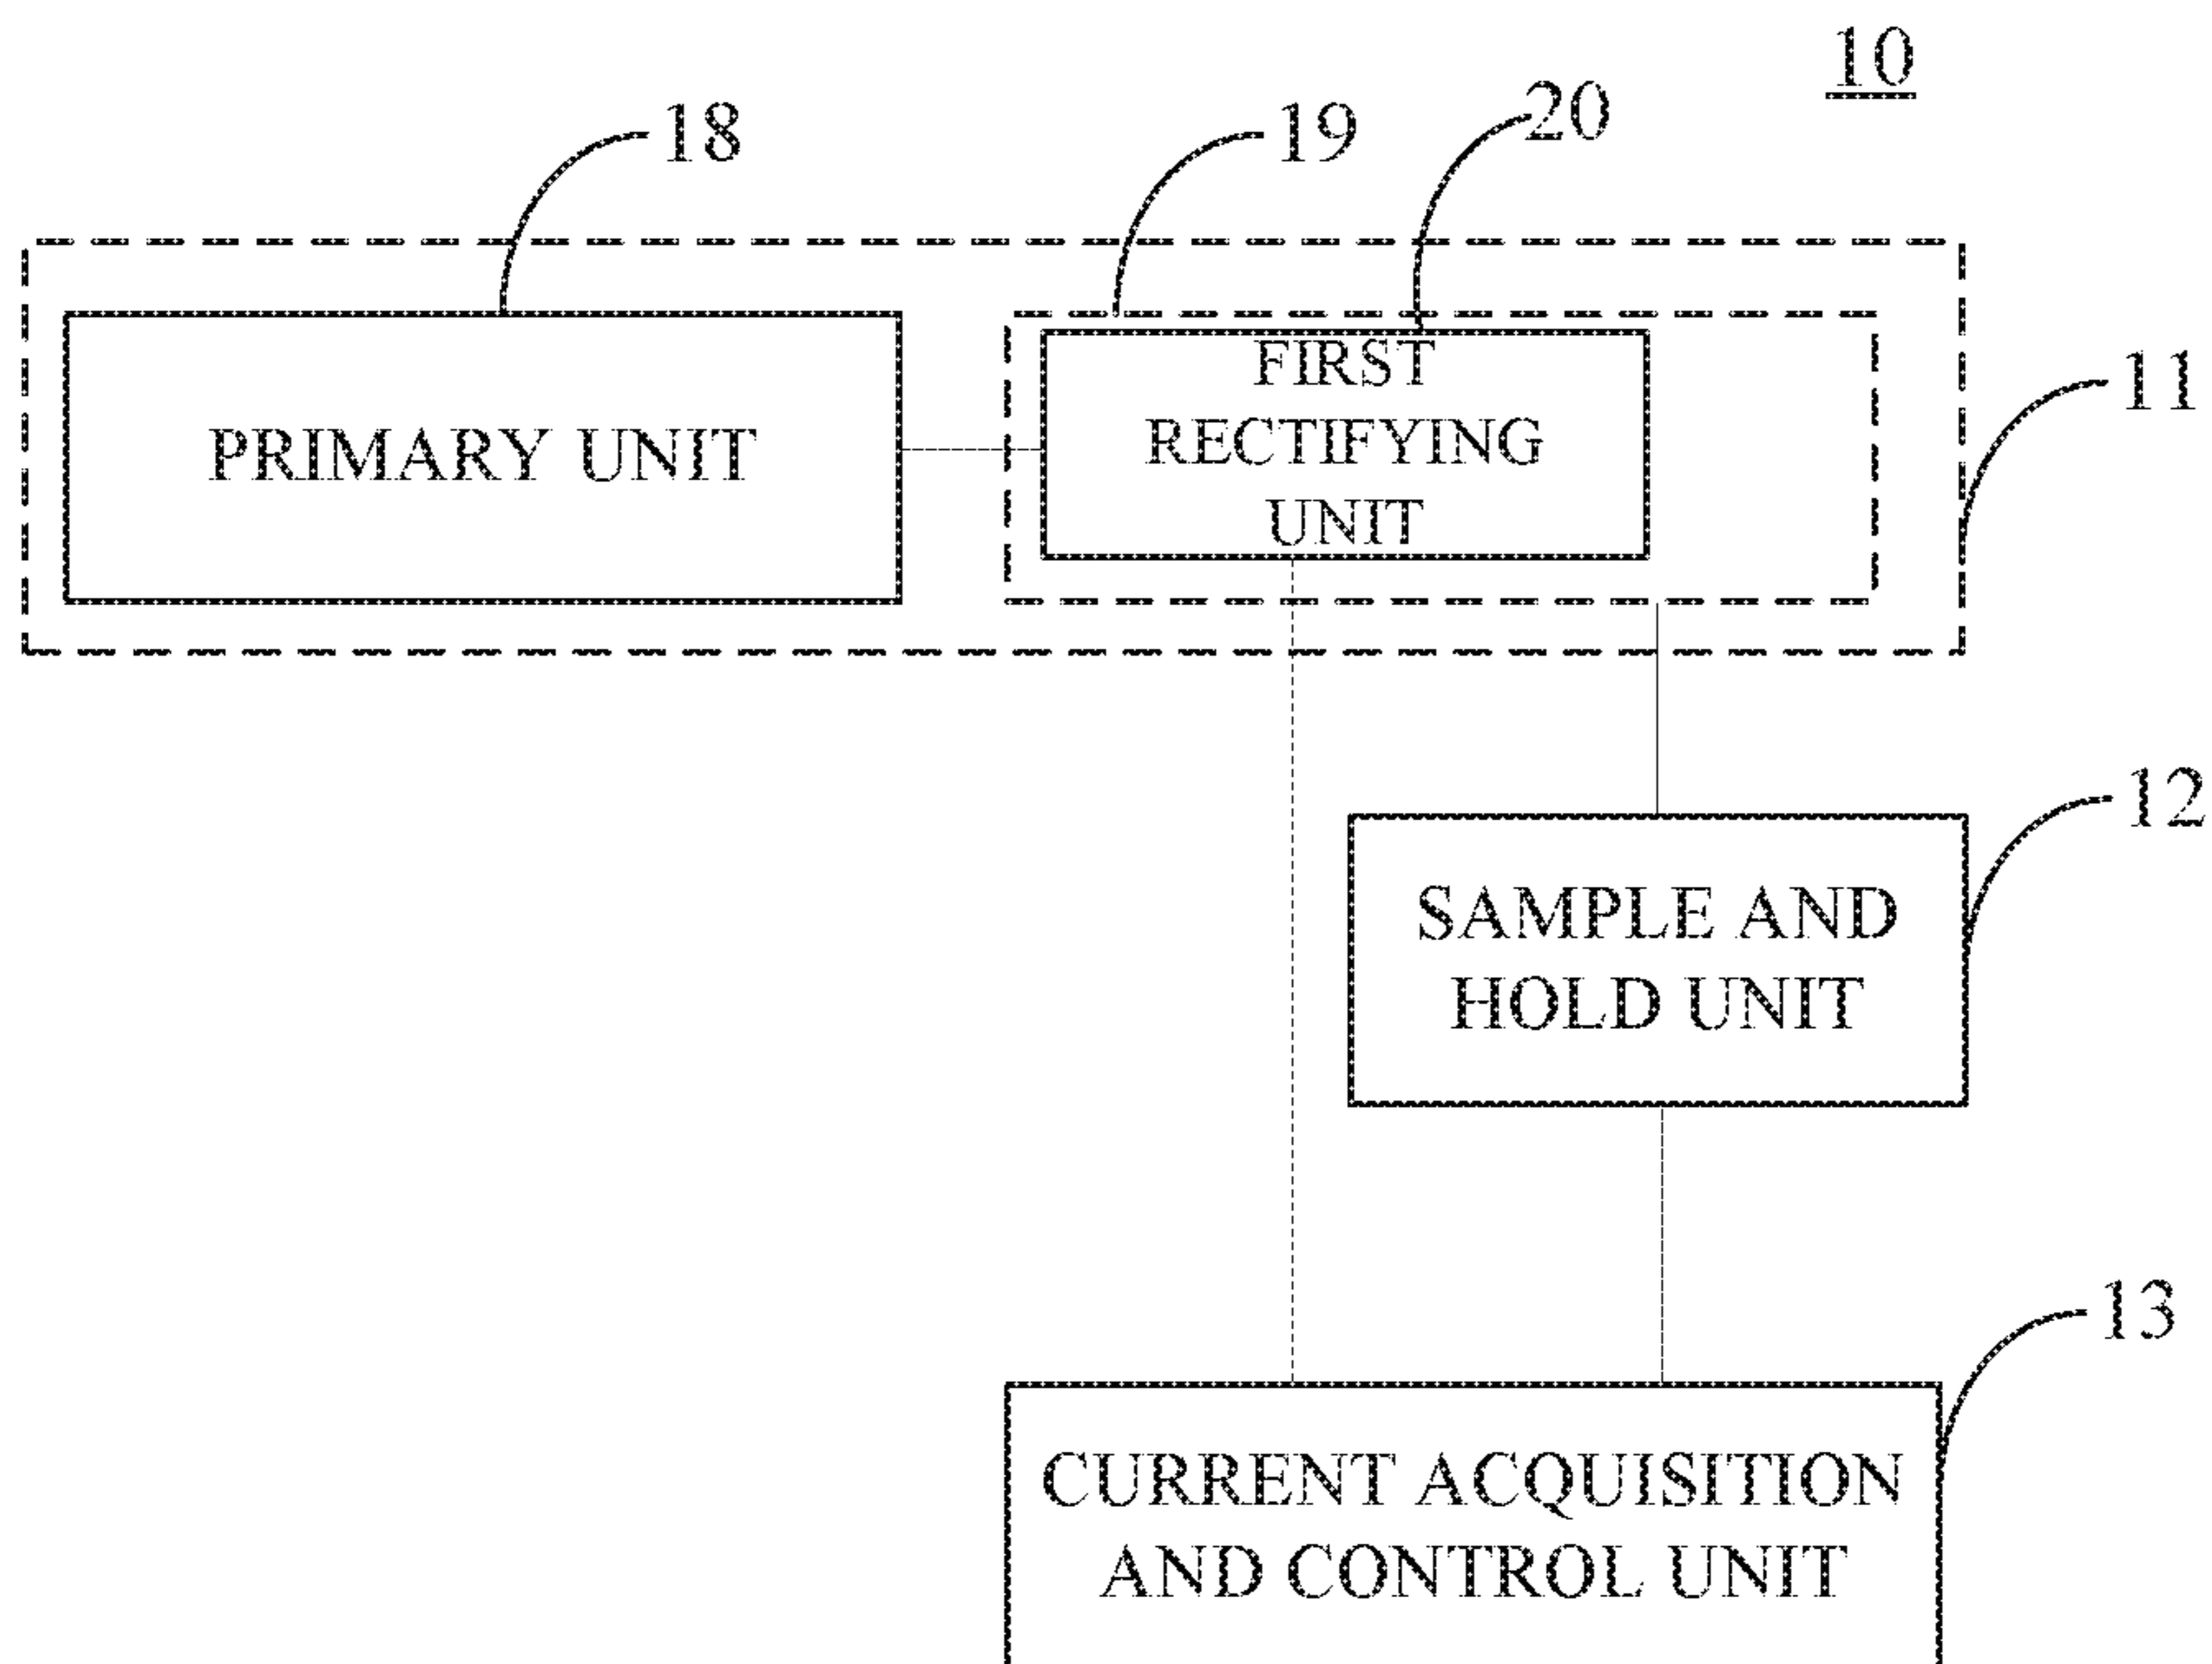 10
18
19
20
PRIMARY UNIT
FIRST
RECTIFYING
UNIT
11
12
SAMPLE AND
HOLD UNIT
13
CURRENT ACQUISITION
AND CONTROL UNIT